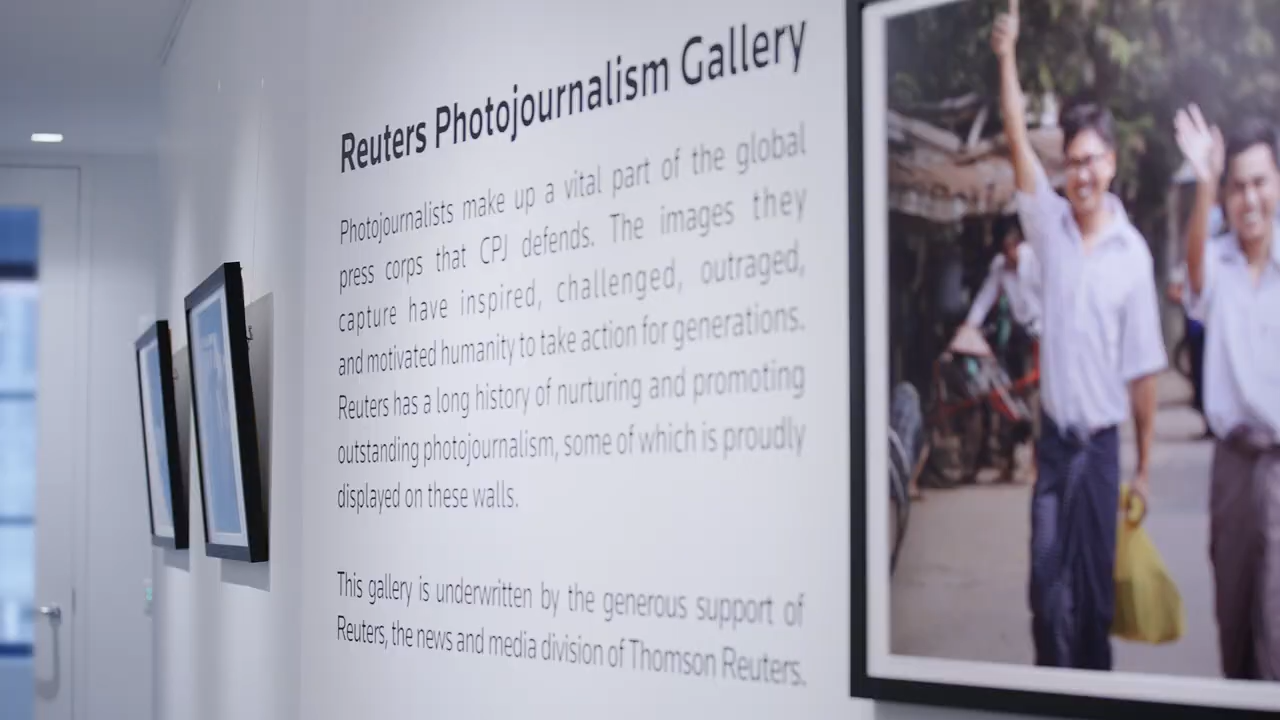 Reuters Photojournalism Gallery
Photojournalists make up a vital part of the global
press corps that CPJ defends. The images they
capture have inspired, challenged, outraged,
and motivated humanity to take action for generations.
Reuters has a long history of nurturing and promoting
outstanding photojournalism, some of which is proudly
displayed on these walls.
This gallery is underwritten by the generous support of
Reuters, the news and media division of Thomson Reuters.